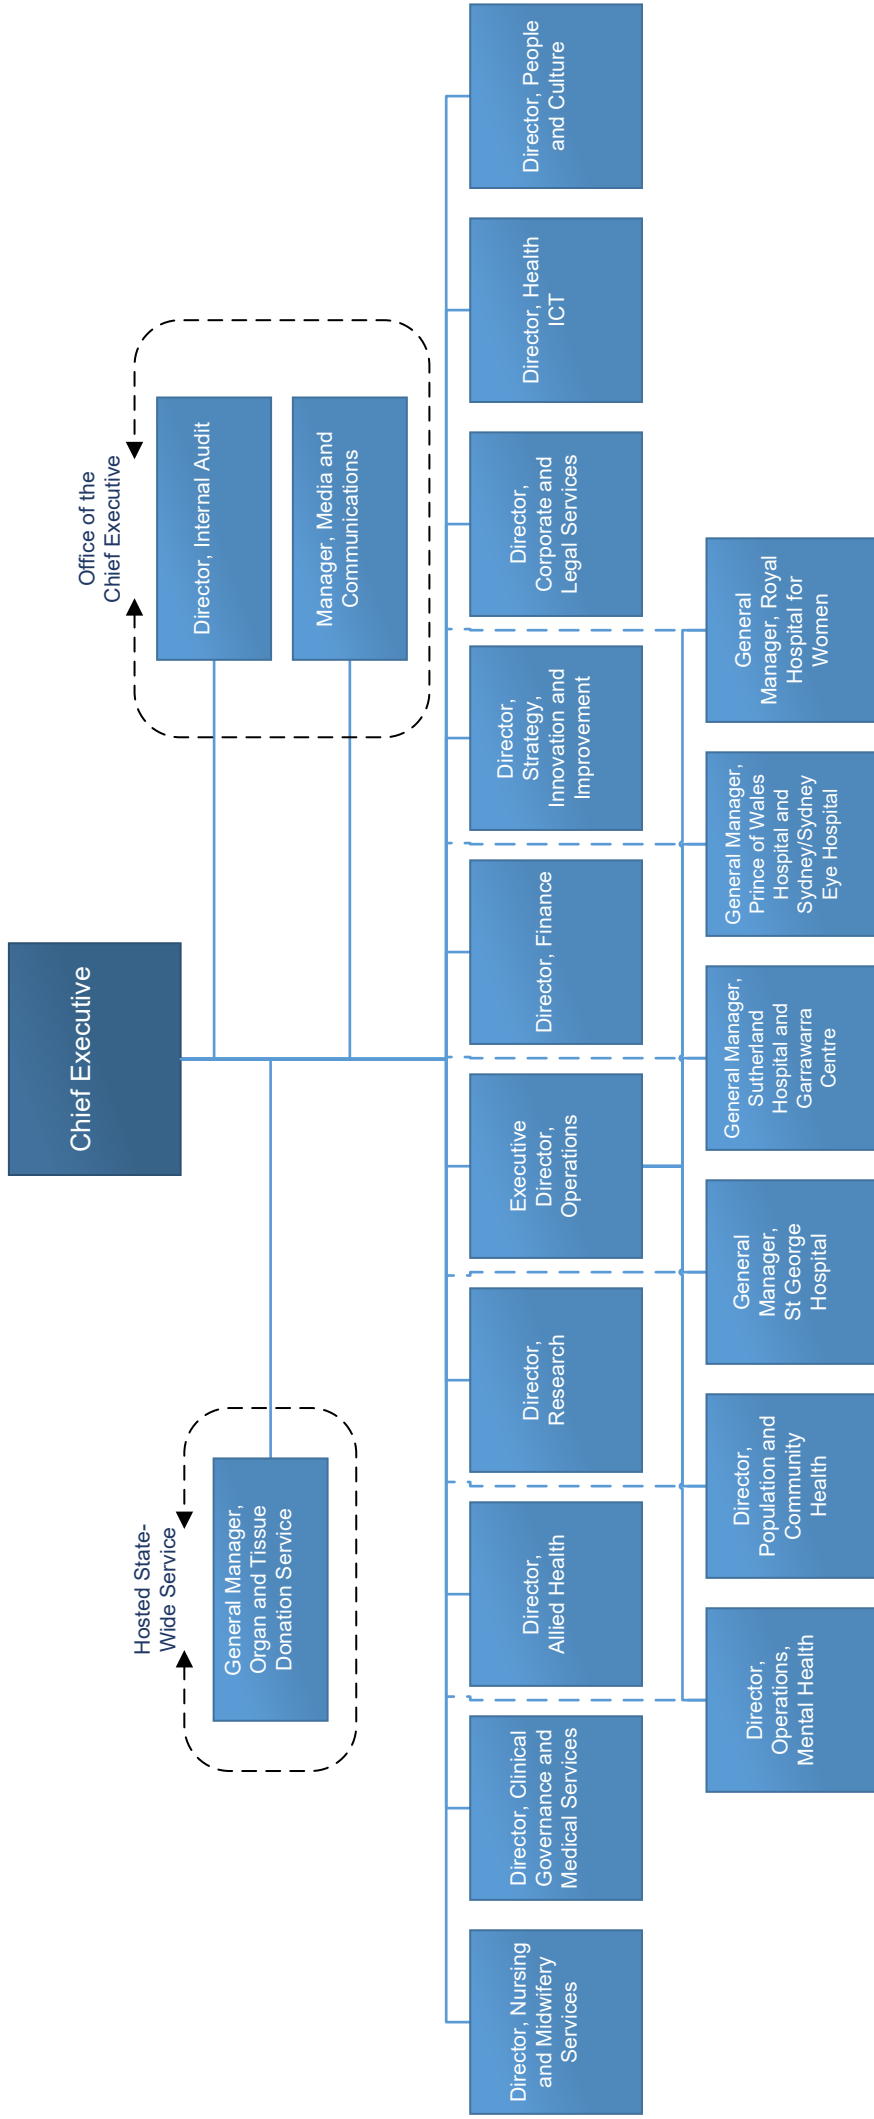 Chief Executive
Hosted State-
Wide Service
General Manager,
Organ and Tissue
Donation Service
Office of the
Chief Executive
Director, Internal Audit
Manager, Media and
Communications
Director, Nursing
and Midwifery
Services
Director, Clinical
Governance and
Medical Services
Director,
Allied Health
Director,
Research
Executive
Director,
Operations
Director, Finance
Director,
Strategy,
Innovation and
Improvement
Director,
Corporate and
Legal Services
Director, Health
ICT
Director, People
and Culture
Director,
Operations,
Mental Health
Director,
Population and
Community
Health
General
Manager,
St George
Hospital
General Manager,
Sutherland
Hospital and
Garrawarra
Centre
General Manager,
Prince of Wales
Hospital and
Sydney/Sydney
Eye Hospital
General
Manager, Royal
Hospital for
Women